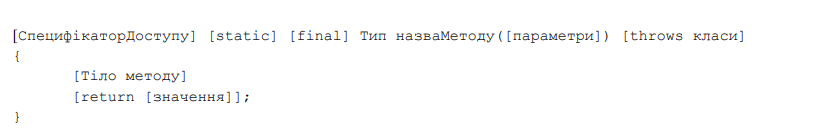 [СпецифікаторДоступу] [static] [final] Тип назваМетоду([параметри]) [throws класи]
{
[Тіло методу]
[return [значення]];
}